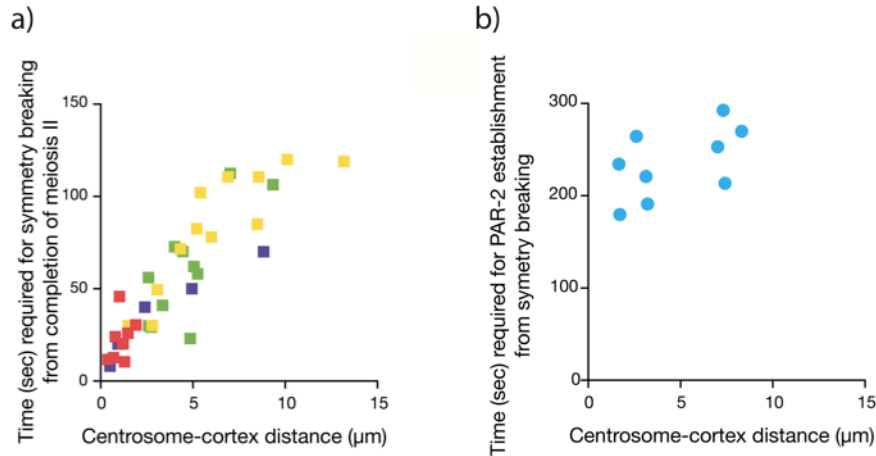 a)
Time (sec) required for symmetry breaking
from completion of meiosis II
150
100
50
0
0 5 10 15
Centrosome-cortex distance (μm)
b)
Time (sec) required for PAR-2 establishment
from symetry breaking
300
200
100
0
0 5 10 15
Centrosome-cortex distance (μm)